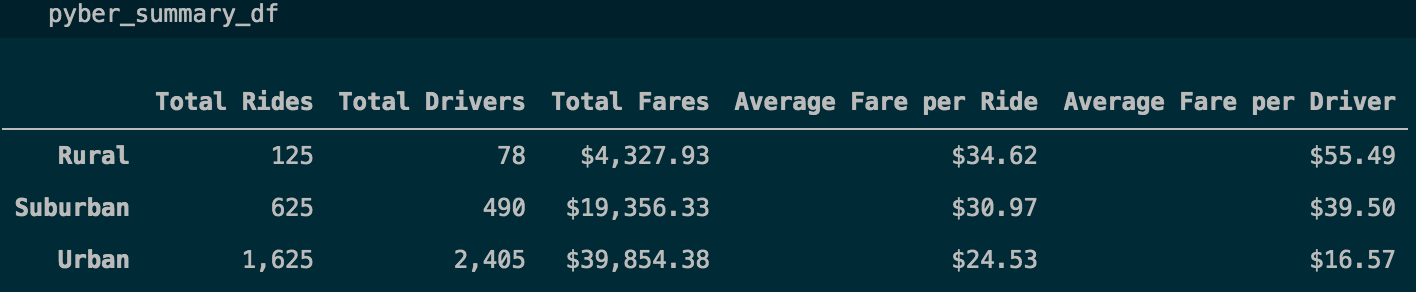 pyber_summary_df
Total Rides Total Drivers Total Fares Average Fare per Ride Average Fare per Driver
Rural 125 78 $4,327.93 $34.62 $55.49
Suburban 625 490 $19,356.33 $30.97 $39.50
Urban 1,625 2,405 $39,854.38 $24.53 $16.57